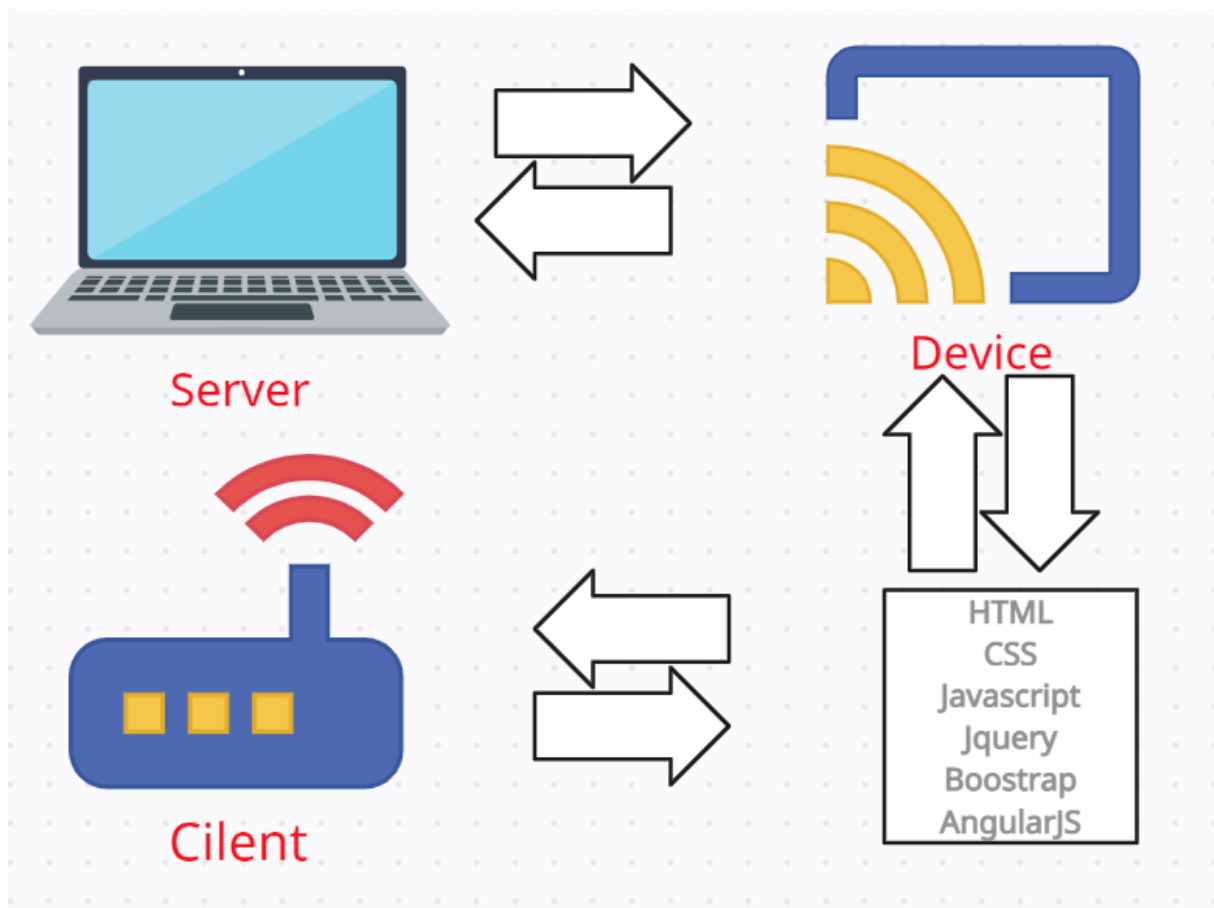 Server
Device
Cilent
HTML
CSS
Javascript
Jquery
Boostrap
AngularJS